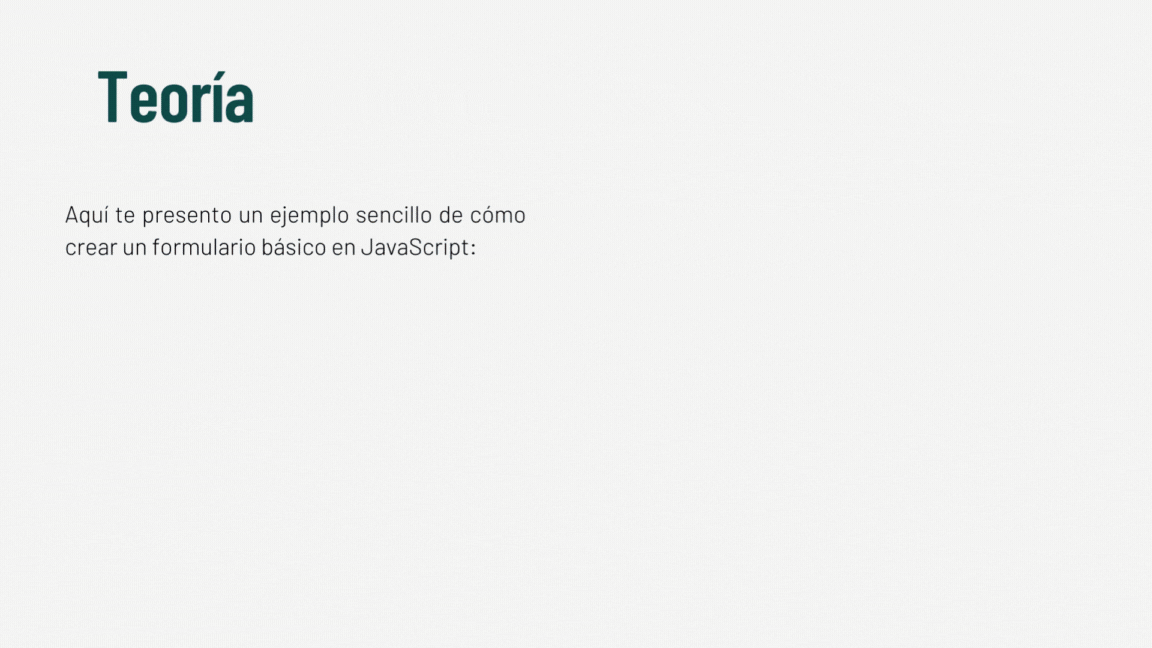 Teoría
Aquí te presento un ejemplo sencillo de cómo
crear un formulario básico en JavaScript: